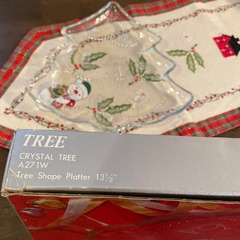 TREE
CRYSTAL TREE
A271W
Tree Shape Platter 13½"